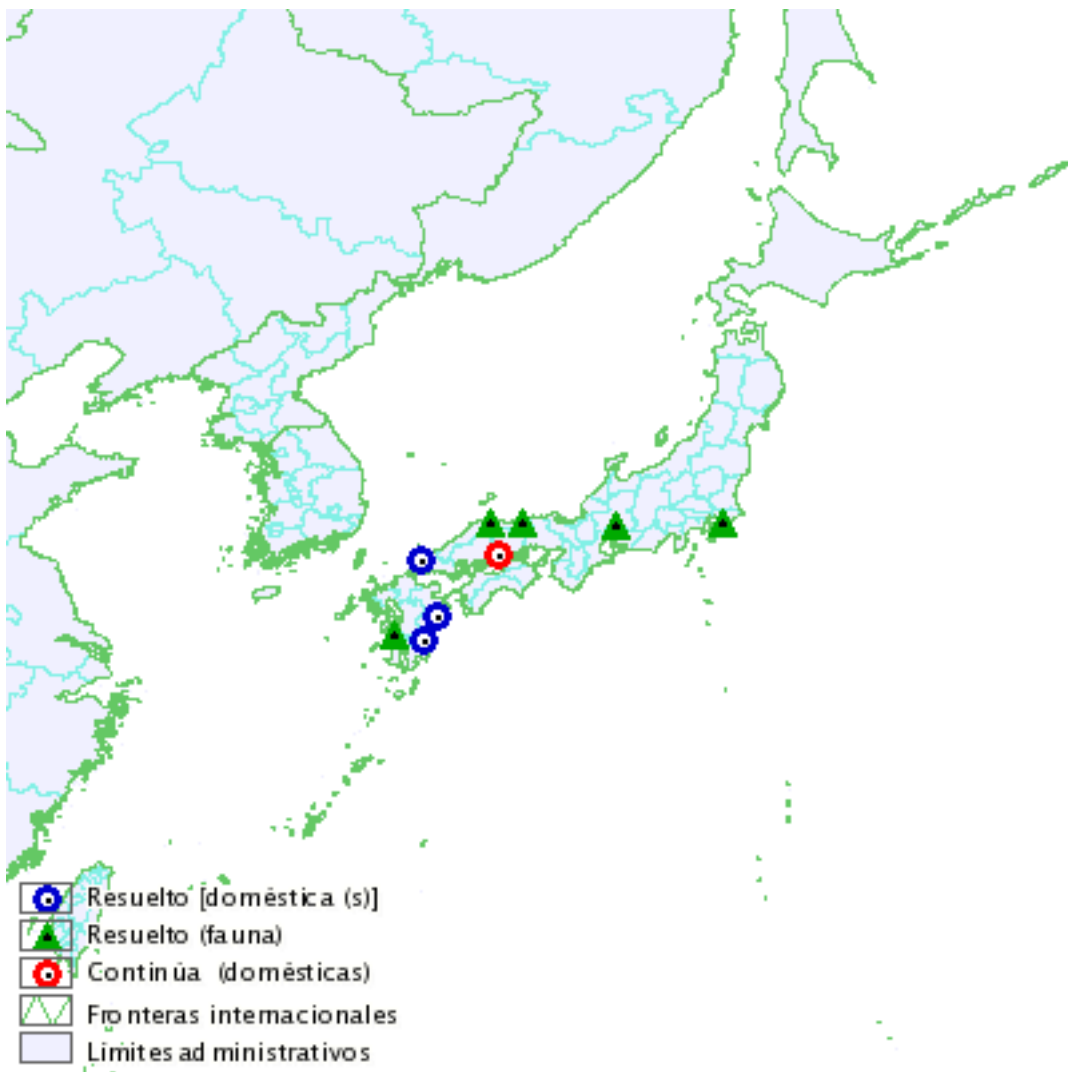 Resuelto [doméstica (s)]
Resuelto (fauna)
Continúa (domésticas)
Fronteras internacionales
Límites administrativos